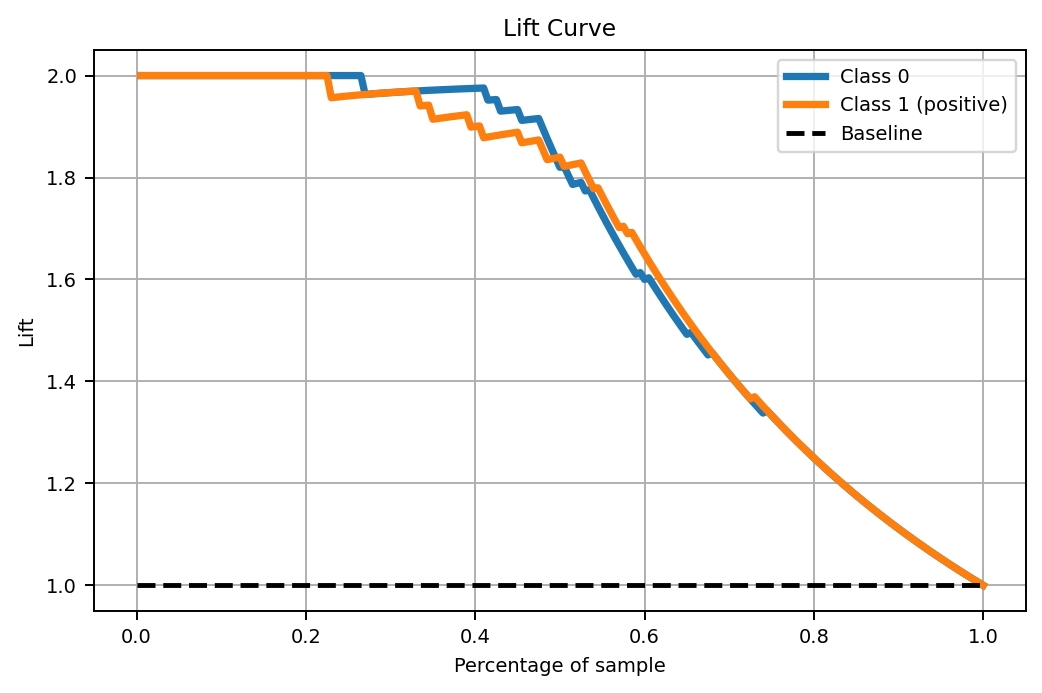 Lift Curve
Lift
2.0
1.8
1.6
1.4
1.2
1.0
Class 0
Class 1 (positive)
Baseline
0.0 0.2 0.4 0.6 0.8 1.0
Percentage of sample